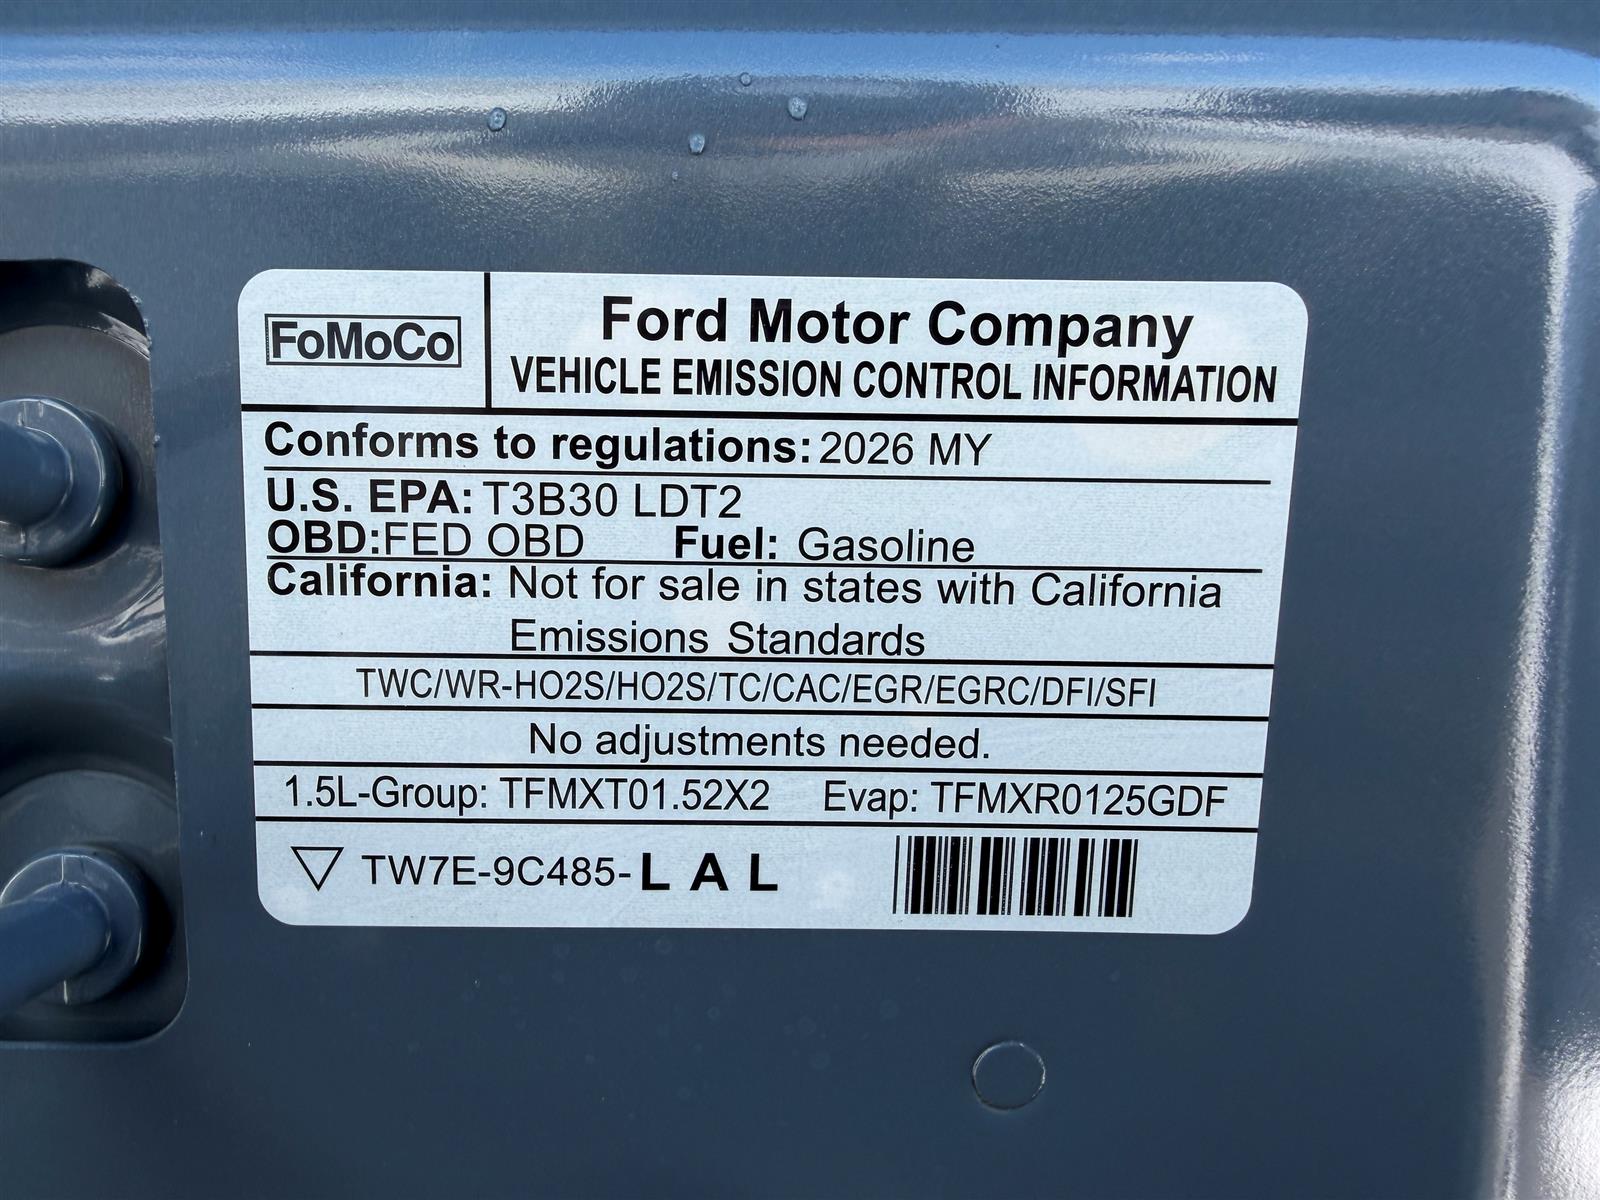 FoMoCo
Ford Motor Company
VEHICLE EMISSION CONTROL INFORMATION
Conforms to regulations: 2026 MY
U.S. EPA: T3B30 LDT2
OBD:FED OBD Fuel: Gasoline
California: Not for sale in states with California
Emissions Standards
TWC/WR-HO2S/HO2S/TC/CAC/EGR/EGRC/DFI/SFI
No adjustments needed.
1.5L-Group: TFMXT01.52X2 Evap: TFMXR0125GDF
TW7E-9C485-L A L